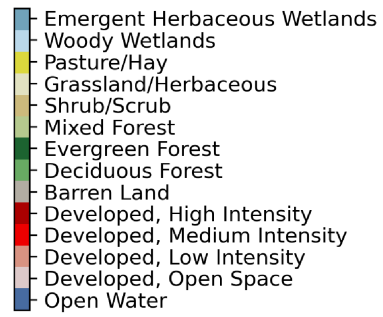 Emergent Herbaceous Wetlands
Woody Wetlands
Pasture/Hay
Grassland/Herbaceous
Shrub/Scrub
Mixed Forest
Evergreen Forest
Deciduous Forest
Barren Land
Developed, High Intensity
Developed, Medium Intensity
Developed, Low Intensity
Developed, Open Space
Open Water